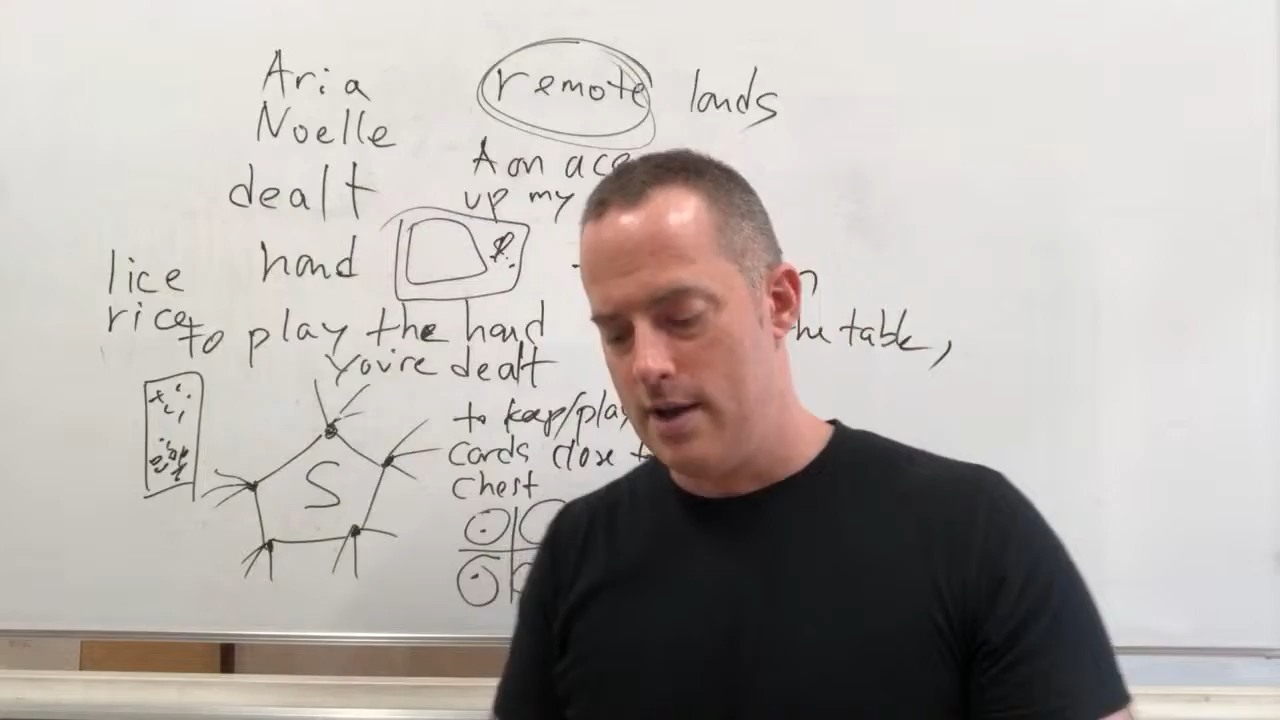 Aria
Noelle
dealt
hand
lice
rice
remote lands
A on ace
up my
to play the hand
you're dealt
the table,
to keep/play
cards close to
chest
S